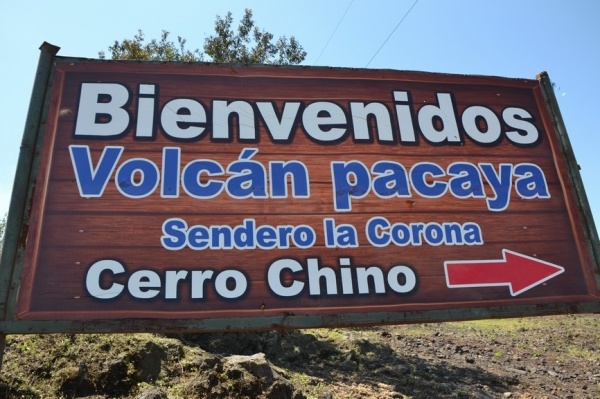 Bienvenidos
Volcán pacaya
Sendero la Corona
Cerro Chino